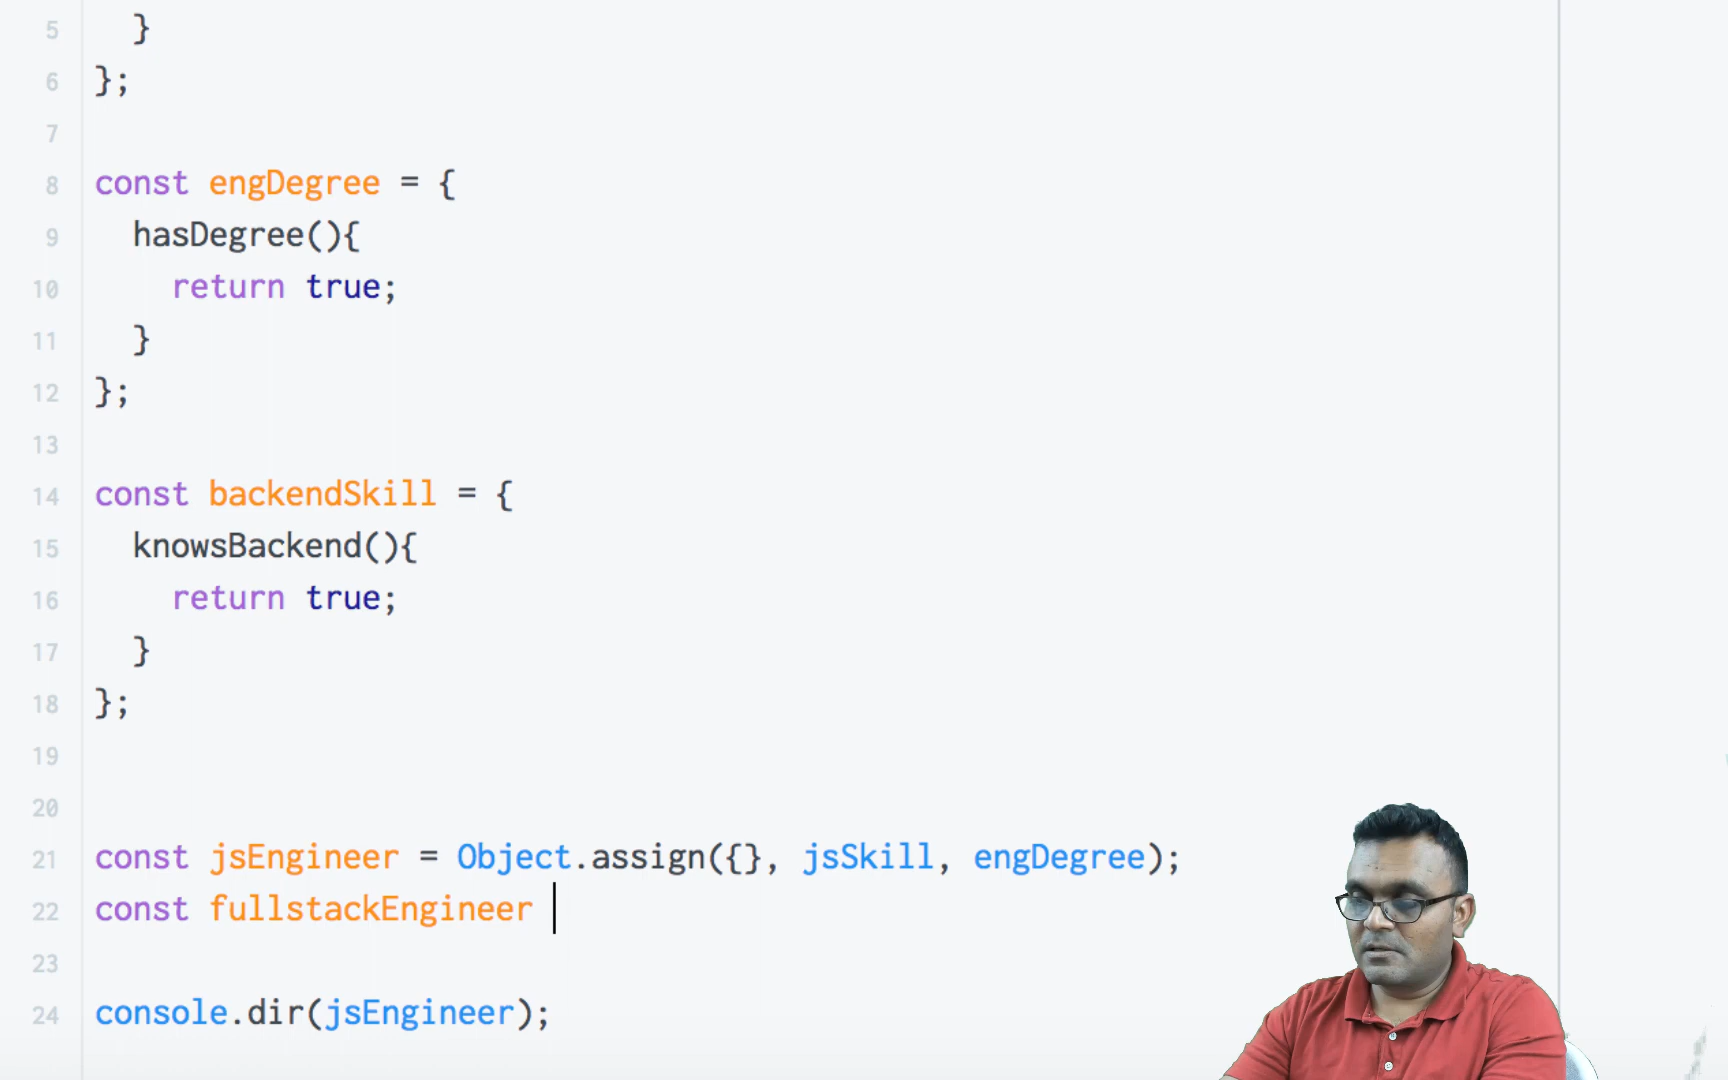 5 }
6 };
7
8 const engDegree = {
9 hasDegree(){
10 return true;
11 }
12 };
13
14 const backendSkill = {
15 knowsBackend(){
16 return true;
17 }
18 };
19
20
21 const jsEngineer = Object.assign({}, jsSkill, engDegree);
22 const fullstackEngineer
23
24 console.dir(jsEngineer);